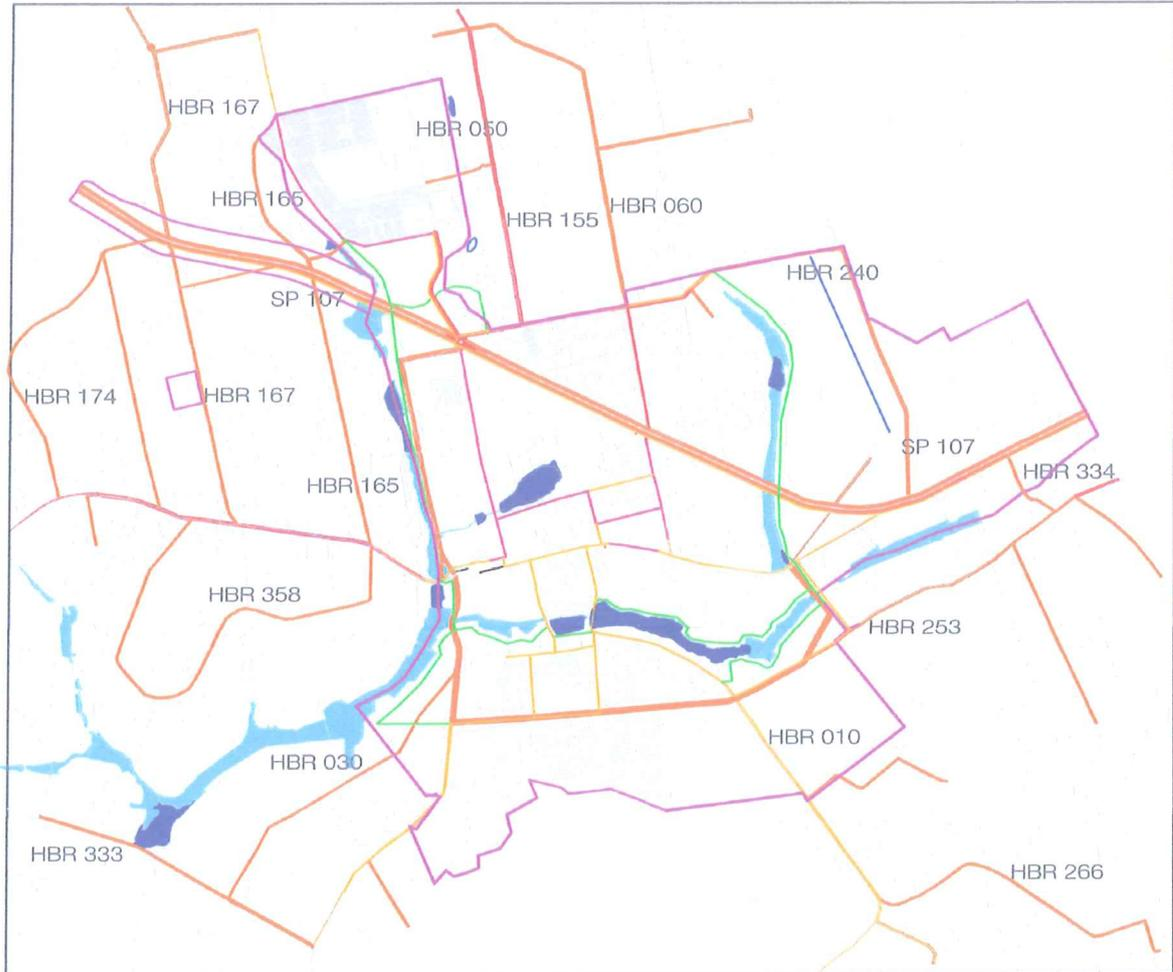 HBR 167
HBR 050
HBR 165
HBR 155
HBR 060
HBR 240
SP 107
HBR 174
HBR 167
SP 107
HBR 334
HBR 165
HBR 358
HBR 253
HBR 010
HBR 030
HBR 333
HBR 266